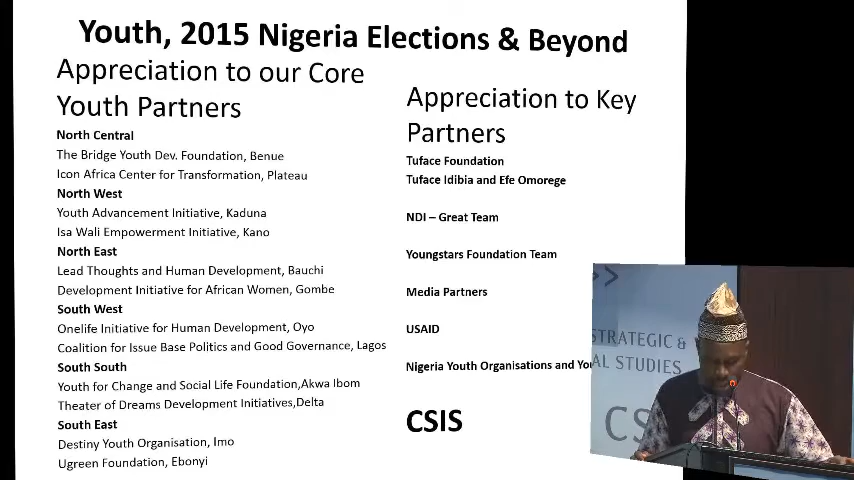 Youth, 2015 Nigeria Elections & Beyond
Appreciation to our Core
Youth Partners
North Central
The Bridge Youth Dev. Foundation, Benue
Icon Africa Center for Transformation, Plateau
North West
Youth Advancement Initiative, Kaduna
Isa Wali Empowerment Initiative, Kano
North East
Lead Thoughts and Human Development, Bauchi
Development Initiative for African Women, Gombe
South West
Onelife Initiative for Human Development, Oyo
Coalition for Issue Base Politics and Good Governance, Lagos
South South
Youth for Change and Social Life Foundation,Akwa Ibom
Theater of Dreams Development Initiatives,Delta
South East
Destiny Youth Organisation, Imo
Ugreen Foundation, Ebonyi
Appreciation to Key
Partners
Tuface Foundation
Tuface Idibia and Efe Omorege
NDI – Great Team
Youngstars Foundation Team
Media Partners
USAID
Nigeria Youth Organisations and
CSIS
STRATEGIC &
AL STUDIES
CS